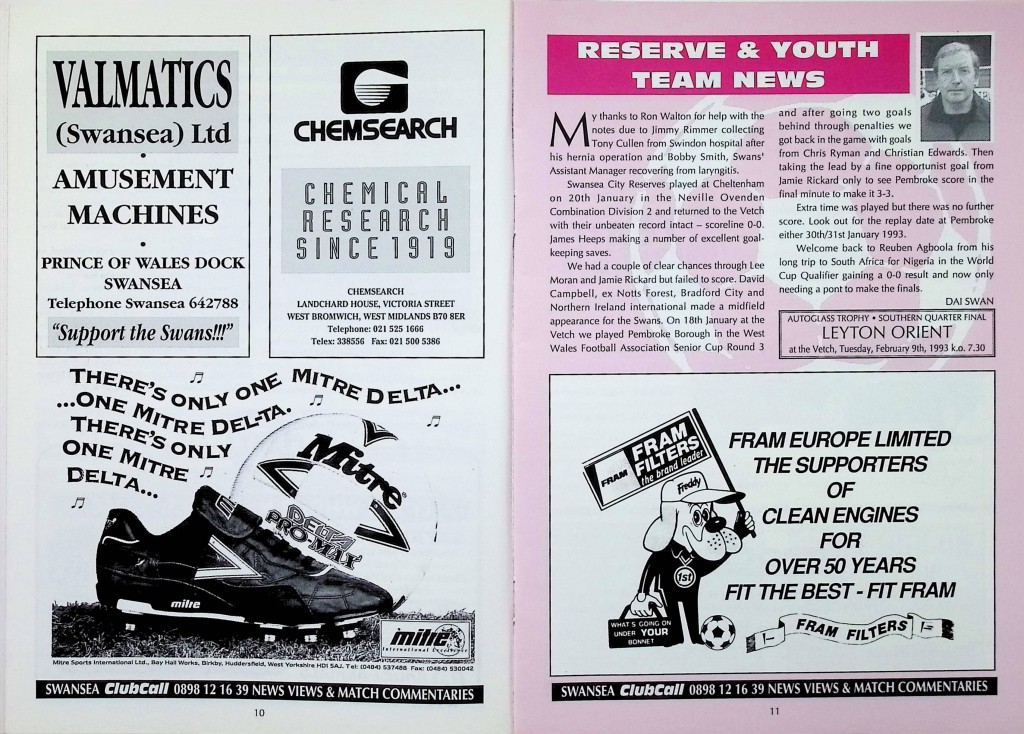 VALMATICS
(Swansea) Ltd
•
AMUSEMENT
MACHINES
•
PRINCE OF WALES DOCK
SWANSEA
Telephone Swansea 642788
"Support the Swans!!!"
CHEMSEARCH
CHEMICAL
RESEARCH
SINCE 1919
CHEMSEARCH
LANDCHARD HOUSE, VICTORIA STREET
WEST BROMWICH, WEST MIDLANDS B70 8ER
Telephone: 021 525 1666
Telex: 338556 Fax: 021 500 5386
THERE'S ONLY ONE MITRE DELTA...
...ONE MITRE DEL-TA.
THERE'S ONLY
ONE MITRE
DELTA...
Mitre
DELTA
PRO-MAX
mitre
mitre
International Excellence
Mitre Sports International Ltd., Bay Hall Works, Birkby, Huddersfield, West Yorkshire HD1 5AJ. Tel: (0484) 537488 Fax: (0484) 530042
SWANSEA ClubCall 0898 12 16 39 NEWS VIEWS & MATCH COMMENTARIES
10
RESERVE & YOUTH
TEAM NEWS
My thanks to Ron Walton for help with the
notes due to Jimmy Rimmer collecting
Tony Cullen from Swindon hospital after
his hernia operation and Bobby Smith, Swans'
Assistant Manager recovering from laryngitis.
Swansea City Reserves played at Cheltenham
on 20th January in the Neville Ovenden
Combination Division 2 and returned to the Vetch
with their unbeaten record intact – scoreline 0-0.
James Heeps making a number of excellent goal-
keeping saves.
We had a couple of clear chances through Lee
Moran and Jamie Rickard but failed to score. David
Campbell, ex Notts Forest, Bradford City and
Northern Ireland international made a midfield
appearance for the Swans. On 18th January at the
Vetch we played Pembroke Borough in the West
Wales Football Association Senior Cup Round 3
and after going two goals
behind through penalties we
got back in the game with goals
from Chris Ryman and Christian Edwards. Then
taking the lead by a fine opportunist goal from
Jamie Rickard only to see Pembroke score in the
final minute to make it 3-3.
Extra time was played but there was no further
score. Look out for the replay date at Pembroke
either 30th/31st January 1993.
Welcome back to Reuben Agboola from his
long trip to South Africa for Nigeria in the World
Cup Qualifier gaining a 0-0 result and now only
needing a pont to make the finals.
DAI SWAN
AUTOGLASS TROPHY • SOUTHERN QUARTER FINAL
LEYTON ORIENT
at the Vetch, Tuesday, February 9th, 1993 k.o. 7.30
FRAM
FRAM
FILTERS
the brand leader
Freddy
1st
WHAT'S GOING ON
UNDER YOUR
BONNET
FRAM EUROPE LIMITED
THE SUPPORTERS
OF
CLEAN ENGINES
FOR
OVER 50 YEARS
FIT THE BEST - FIT FRAM
FRAM FILTERS
SWANSEA ClubCall 0898 12 16 39 NEWS VIEWS & MATCH COMMENTARIES
11